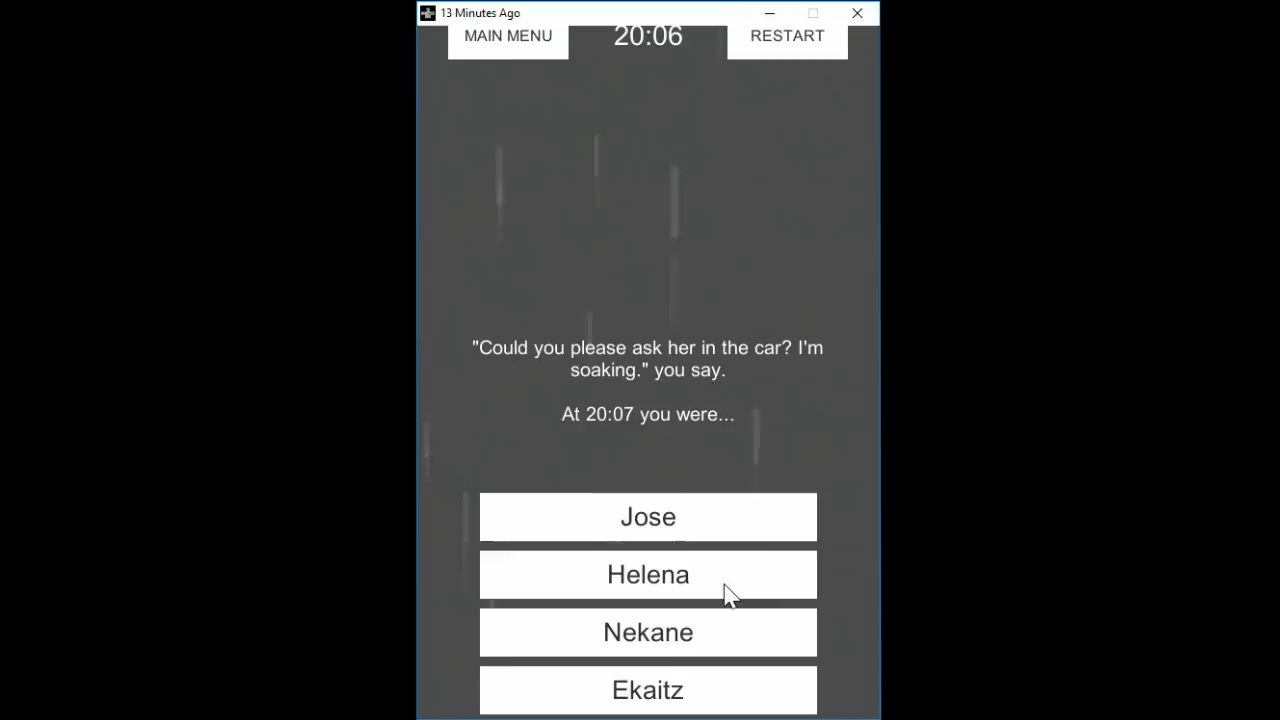 13 Minutes Ago
MAIN MENU 20:06 RESTART
"Could you please ask her in the car? I'm
soaking." you say.
At 20:07 you were...
Jose
Helena
Nekane
Ekaitz